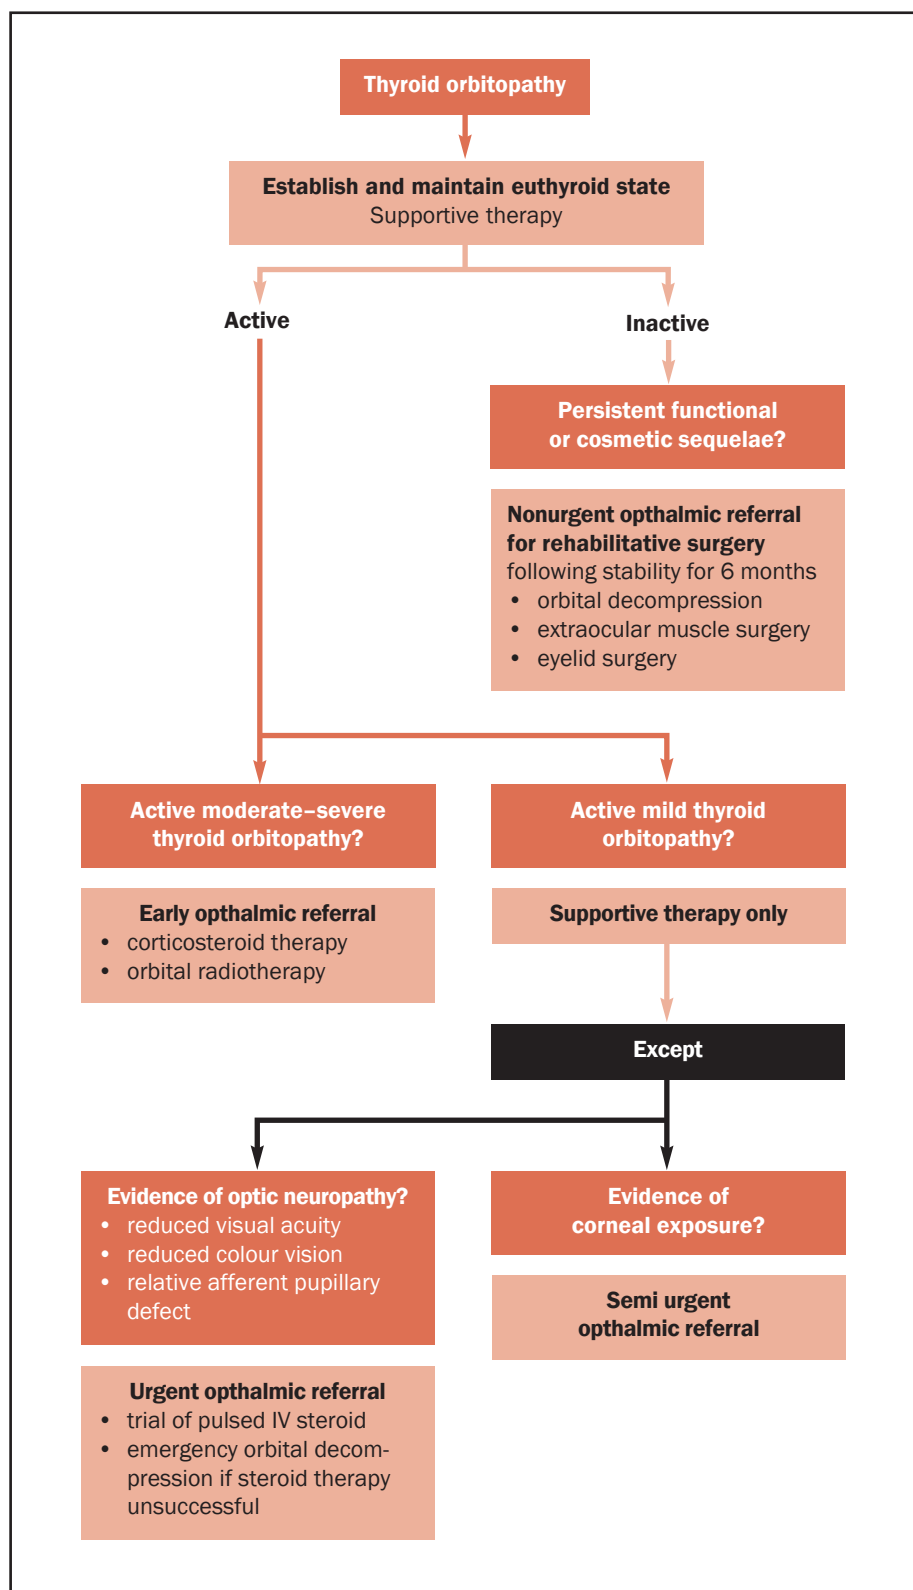 Thyroid orbitopathy
Establish and maintain euthyroid state
Supportive therapy
Active
Inactive
Persistent functional
or cosmetic sequelae?
Nonurgent opthalmic referral
for rehabilitative surgery
following stability for 6 months
• orbital decompression
• extraocular muscle surgery
• eyelid surgery
Active moderate–severe
thyroid orbitopathy?
Early opthalmic referral
• corticosteroid therapy
• orbital radiotherapy
Active mild thyroid
orbitopathy?
Supportive therapy only
Except
Evidence of optic neuropathy?
• reduced visual acuity
• reduced colour vision
• relative afferent pupillary
defect
Urgent opthalmic referral
• trial of pulsed IV steroid
• emergency orbital decom-
pression if steroid therapy
unsuccessful
Evidence of
corneal exposure?
Semi urgent
opthalmic referral